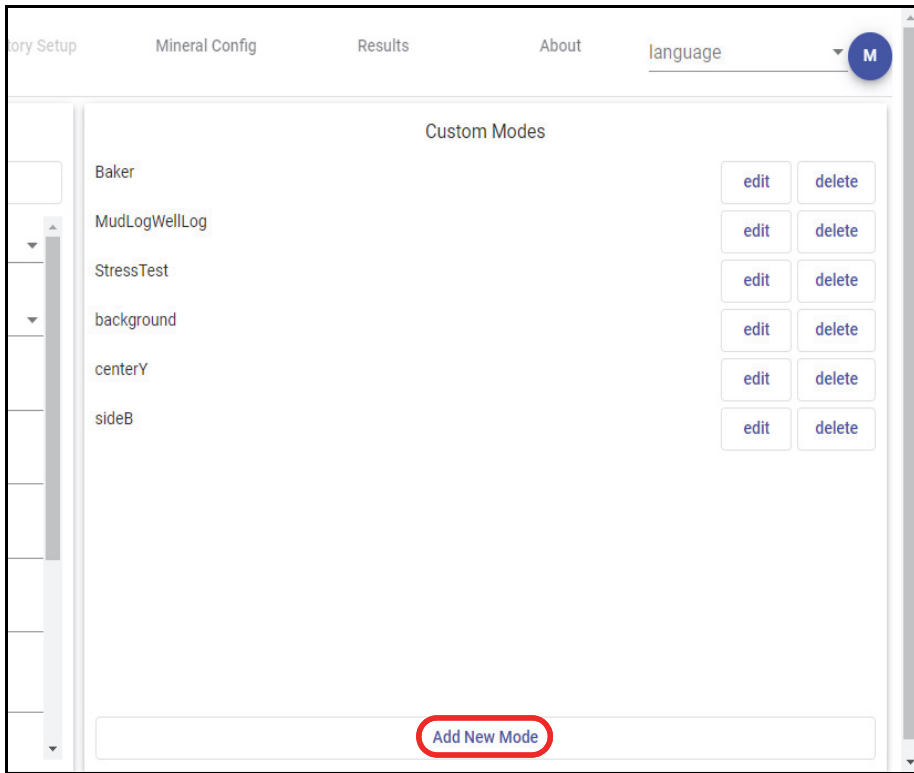 tory Setup Mineral Config Results About language M
Custom Modes
Baker edit delete
MudLogWellLog edit delete
StressTest edit delete
background edit delete
centerY edit delete
sideB edit delete
Add New Mode